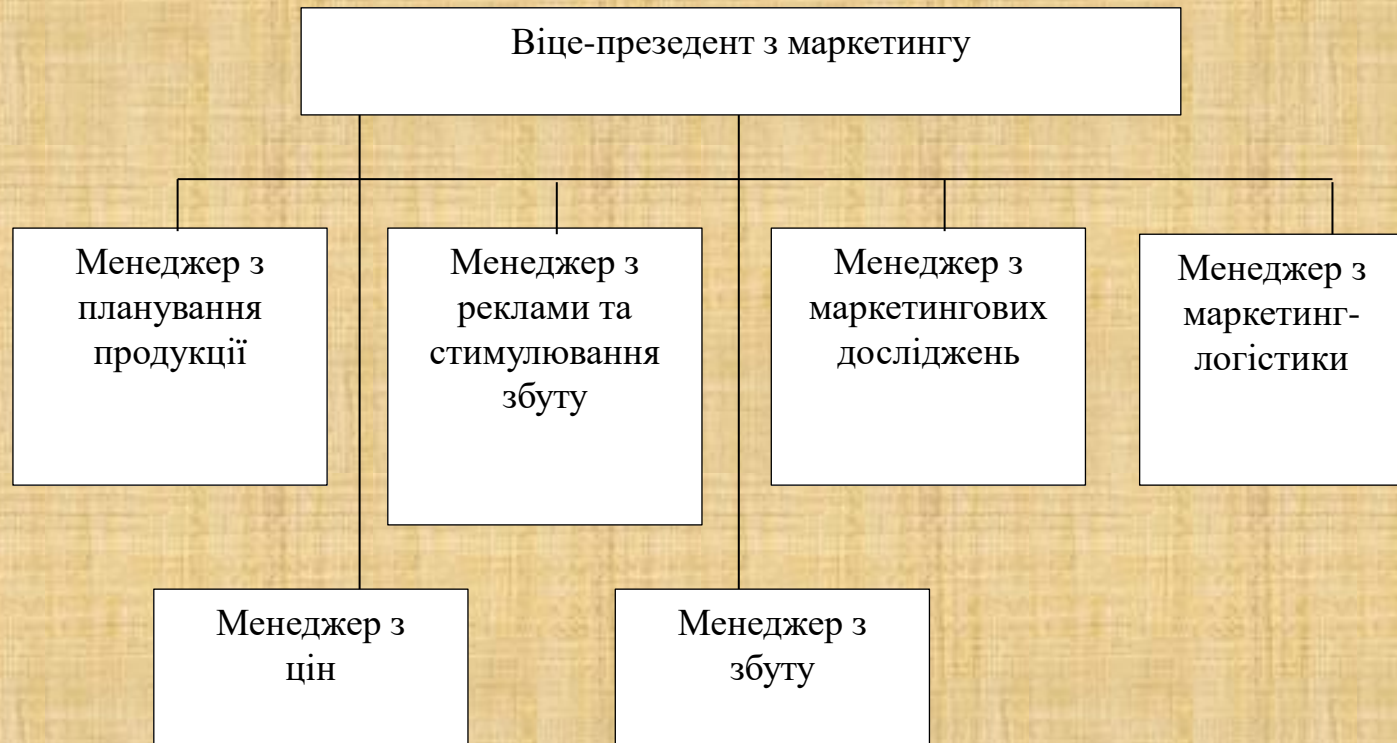 Віце-презедент з маркетингу
Менеджер з
планування
продукції
Менеджер з
реклами та
стимулювання
збуту
Менеджер з
маркетингових
досліджень
Менеджер з
маркетинг-
логістики
Менеджер з
цін
Менеджер з
збуту